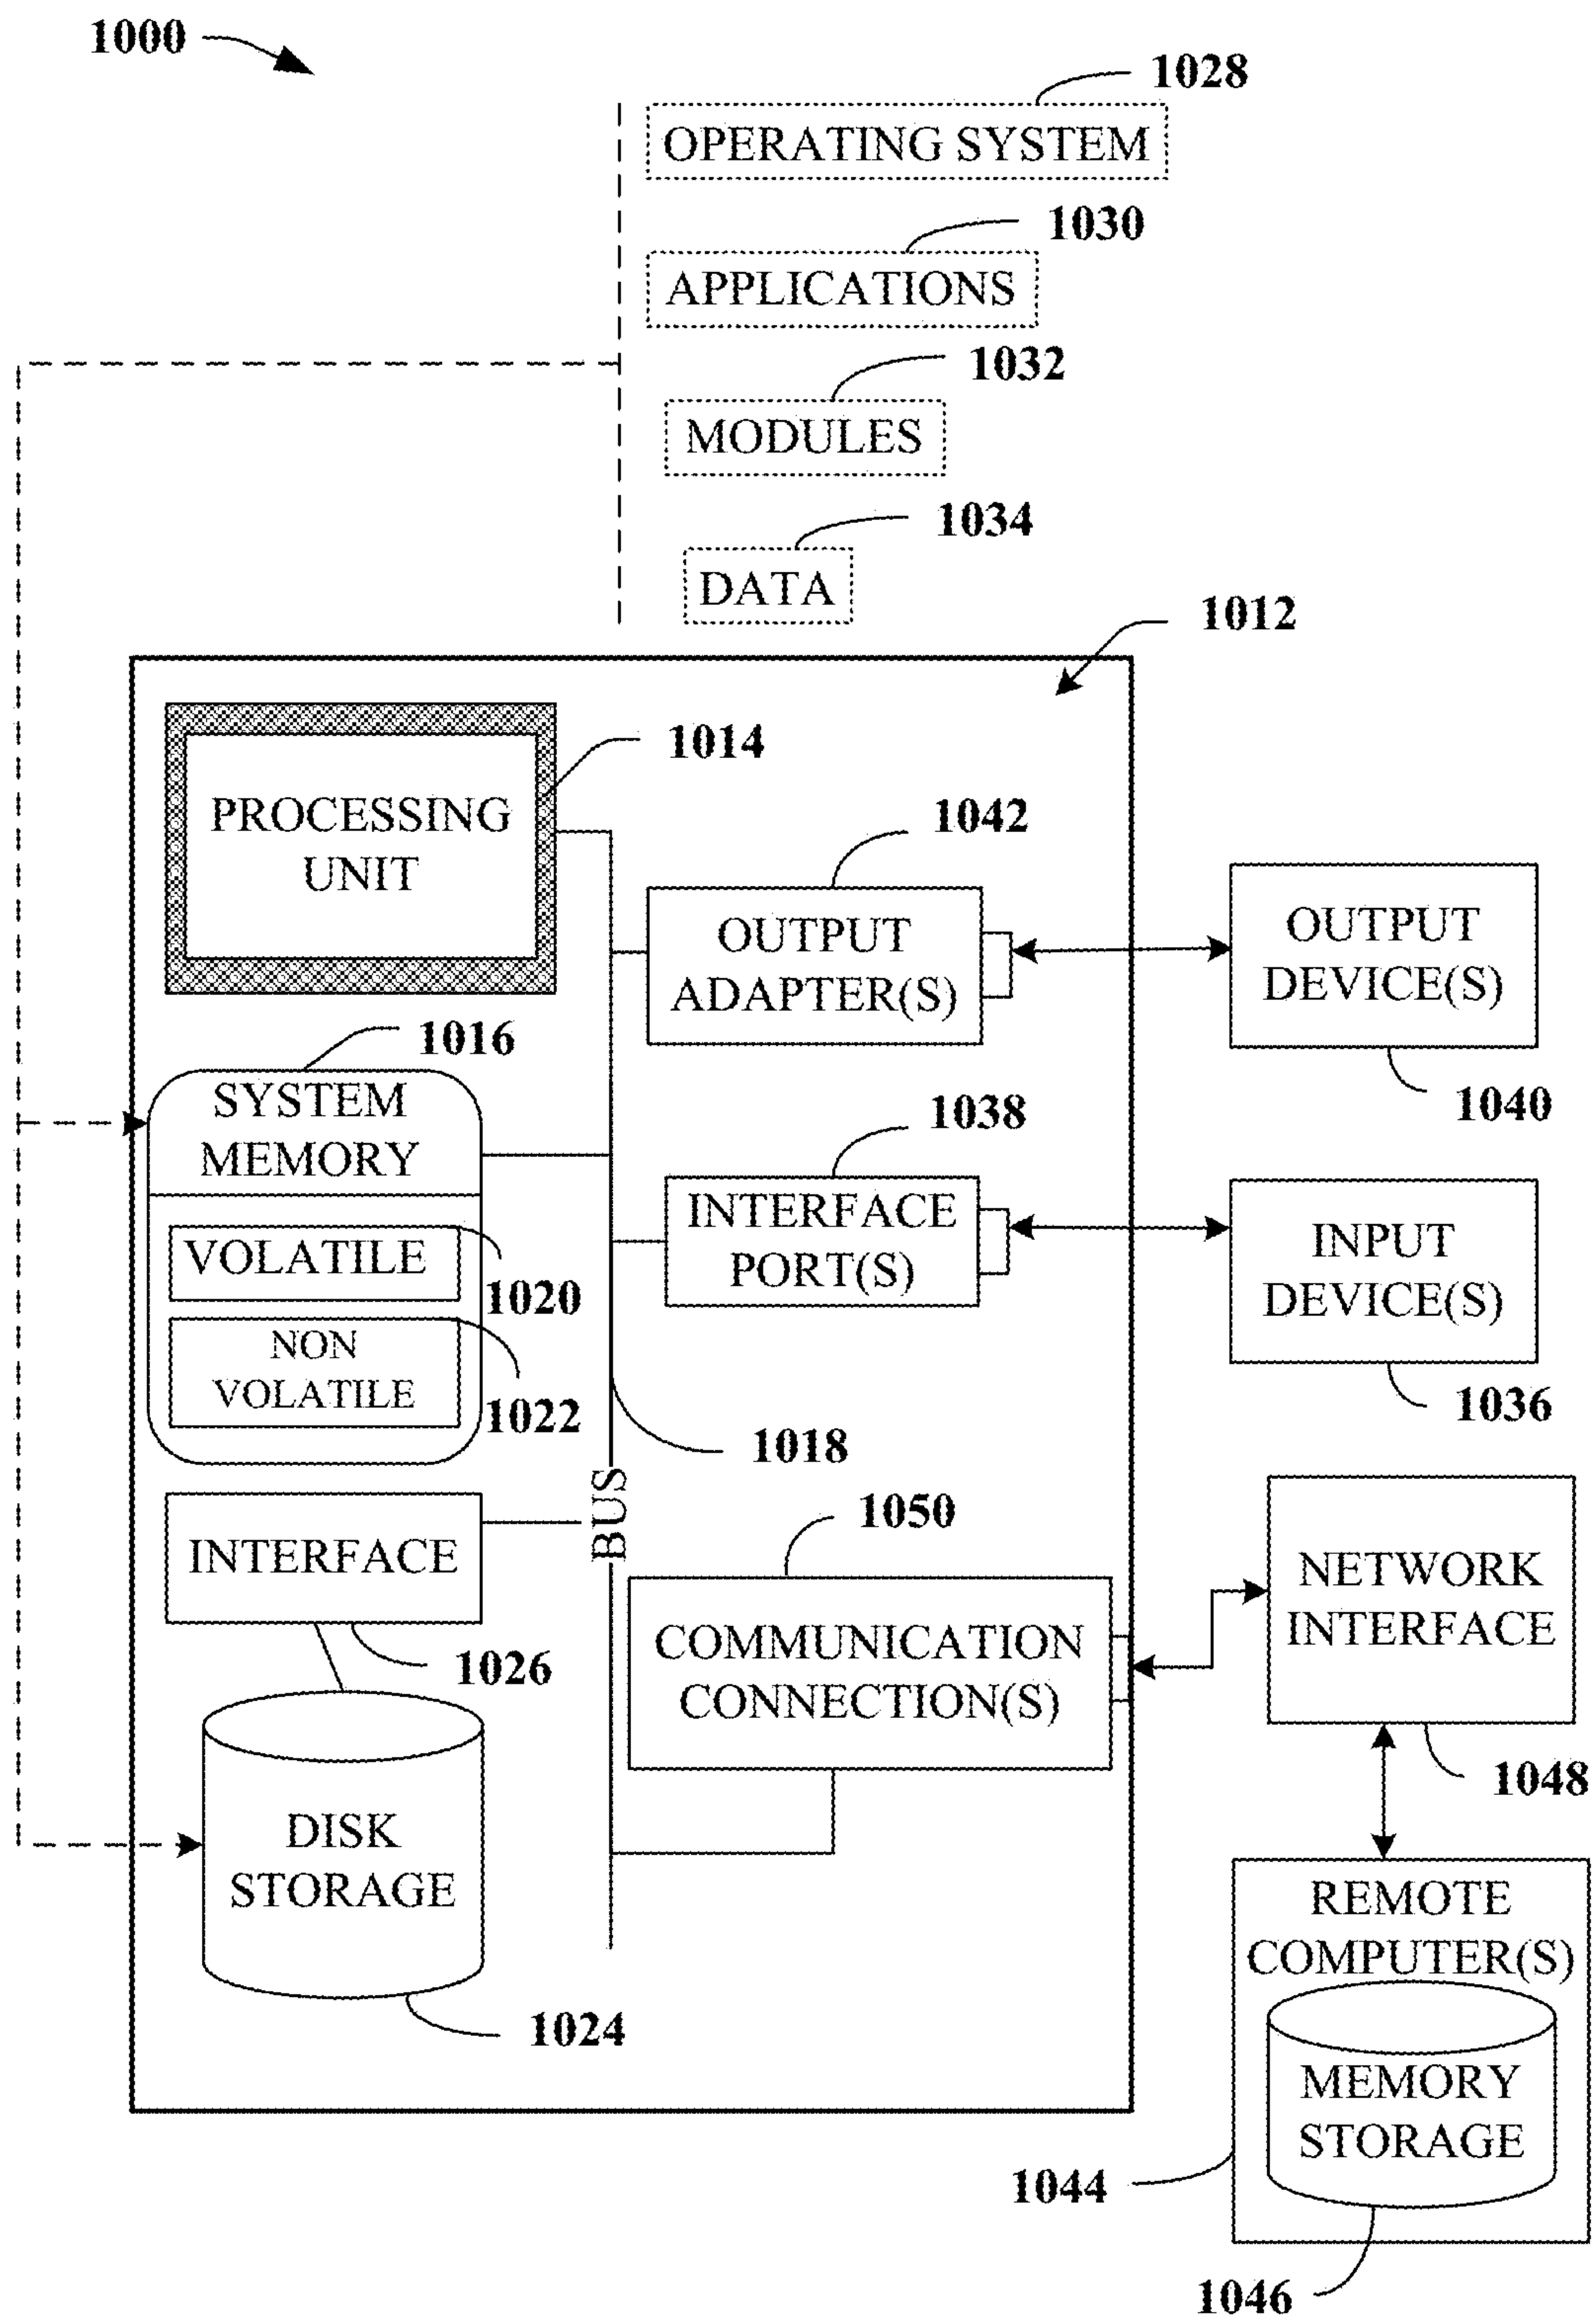 1000
1028
OPERATING SYSTEM
1030
APPLICATIONS
1032
MODULES
1034
DATA
1012
1014
PROCESSING
UNIT
1042
OUTPUT
ADAPTER(S)
OUTPUT
DEVICE(S)
1040
1016
SYSTEM
MEMORY
VOLATILE
1020
NON
VOLATILE
1022
1038
INTERFACE
PORT(S)
INPUT
DEVICE(S)
1036
1018
BUS
INTERFACE
1026
1050
COMMUNICATION
CONNECTION(S)
NETWORK
INTERFACE
1048
DISK
STORAGE
1024
REMOTE
COMPUTER(S)
MEMORY
STORAGE
1044
1046